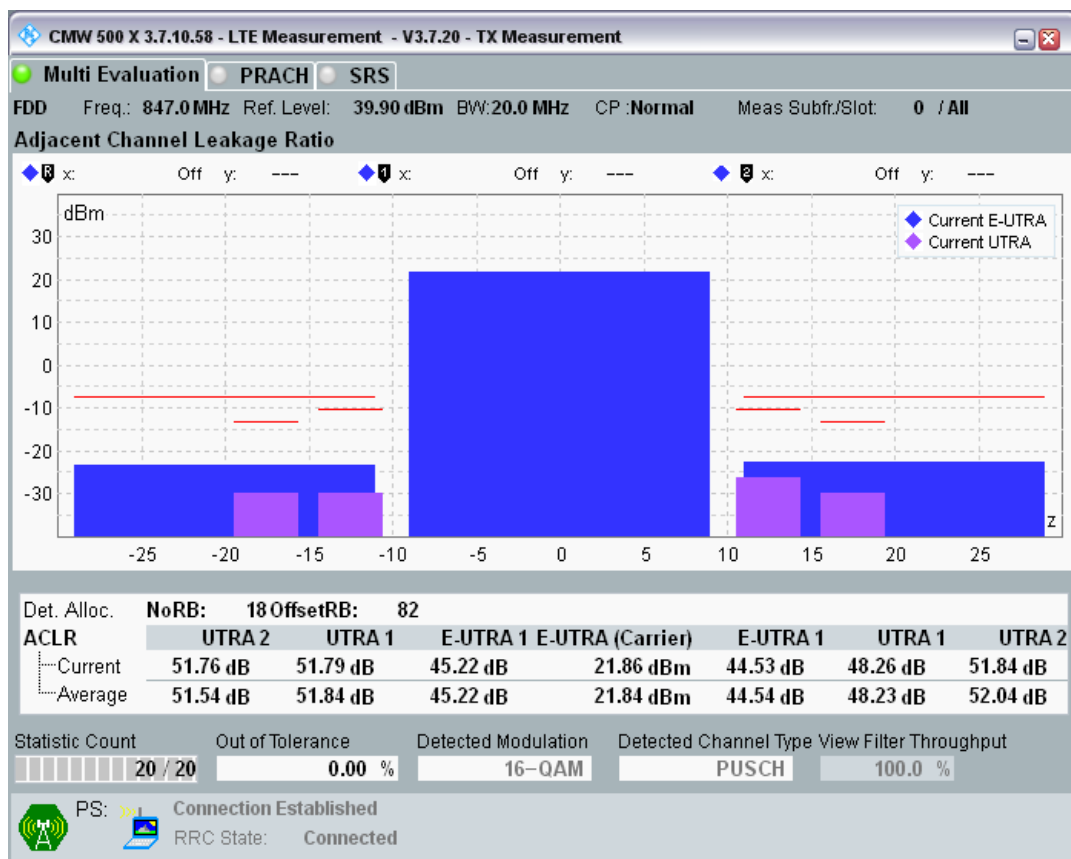 CMW 500 X 3.7.10.58 - LTE Measurement - V3.7.20 - TX Measurement
Multi Evaluation PRACH SRS
FDD Freq.: 847.0 MHz Ref. Level: 39.90 dBm BW:20.0 MHz CP :Normal Meas Subfr./Slot: 0 / All
Adjacent Channel Leakage Ratio
R x: Off y: --- 1 x: Off y: --- 2 x: Off y: ---
dBm
Current E-UTRA
Current UTRA
30
20
10
0
-10
-20
-30
z
-25 -20 -15 -10 -5 0 5 10 15 20 25
Det. Alloc. NoRB: 18 OffsetRB: 82
ACLR UTRA 2 UTRA 1 E-UTRA 1 E-UTRA (Carrier) E-UTRA 1 UTRA 1 UTRA 2
Current 51.76 dB 51.79 dB 45.22 dB 21.86 dBm 44.53 dB 48.26 dB 51.84 dB
Average 51.54 dB 51.84 dB 45.22 dB 21.84 dBm 44.54 dB 48.23 dB 52.04 dB
Statistic Count Out of Tolerance Detected Modulation Detected Channel Type View Filter Throughput
20 / 20 0.00 % 16-QAM PUSCH 100.0 %
PS: Connection Established
RRC State: Connected